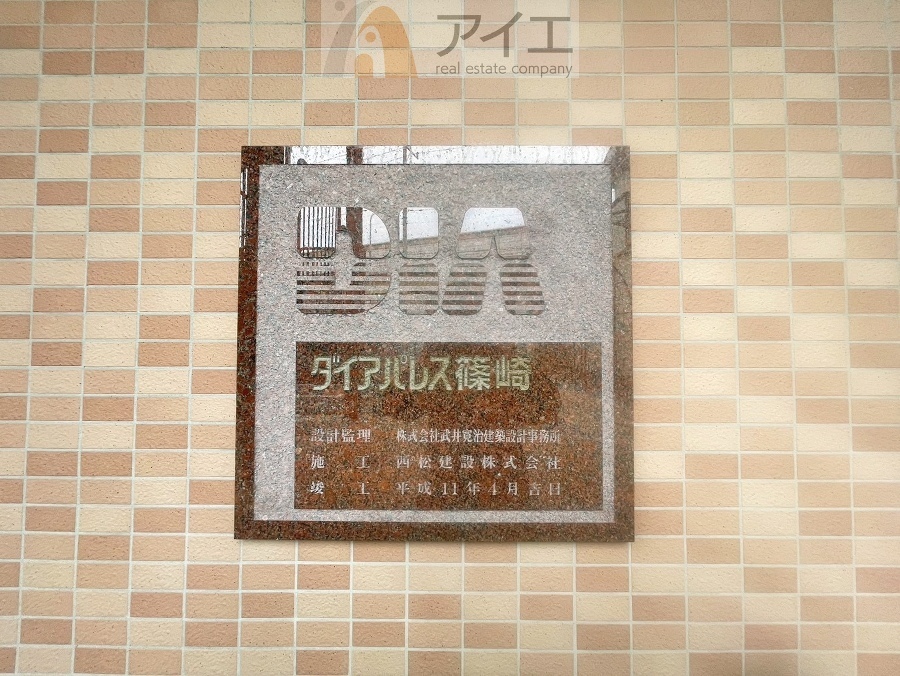 アイエ
real estate company
DIA
ダイアパレス篠崎
設計監理 株式会社武井寛治建築設計事務所
施工 西松建設株式会社
竣工 平成11年4月吉日